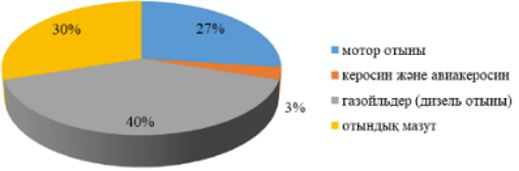 30%
27%
40%
3%
мотор отыны
керосин және авиакеросин
газойльдер (дизель отыны)
отындық мазут